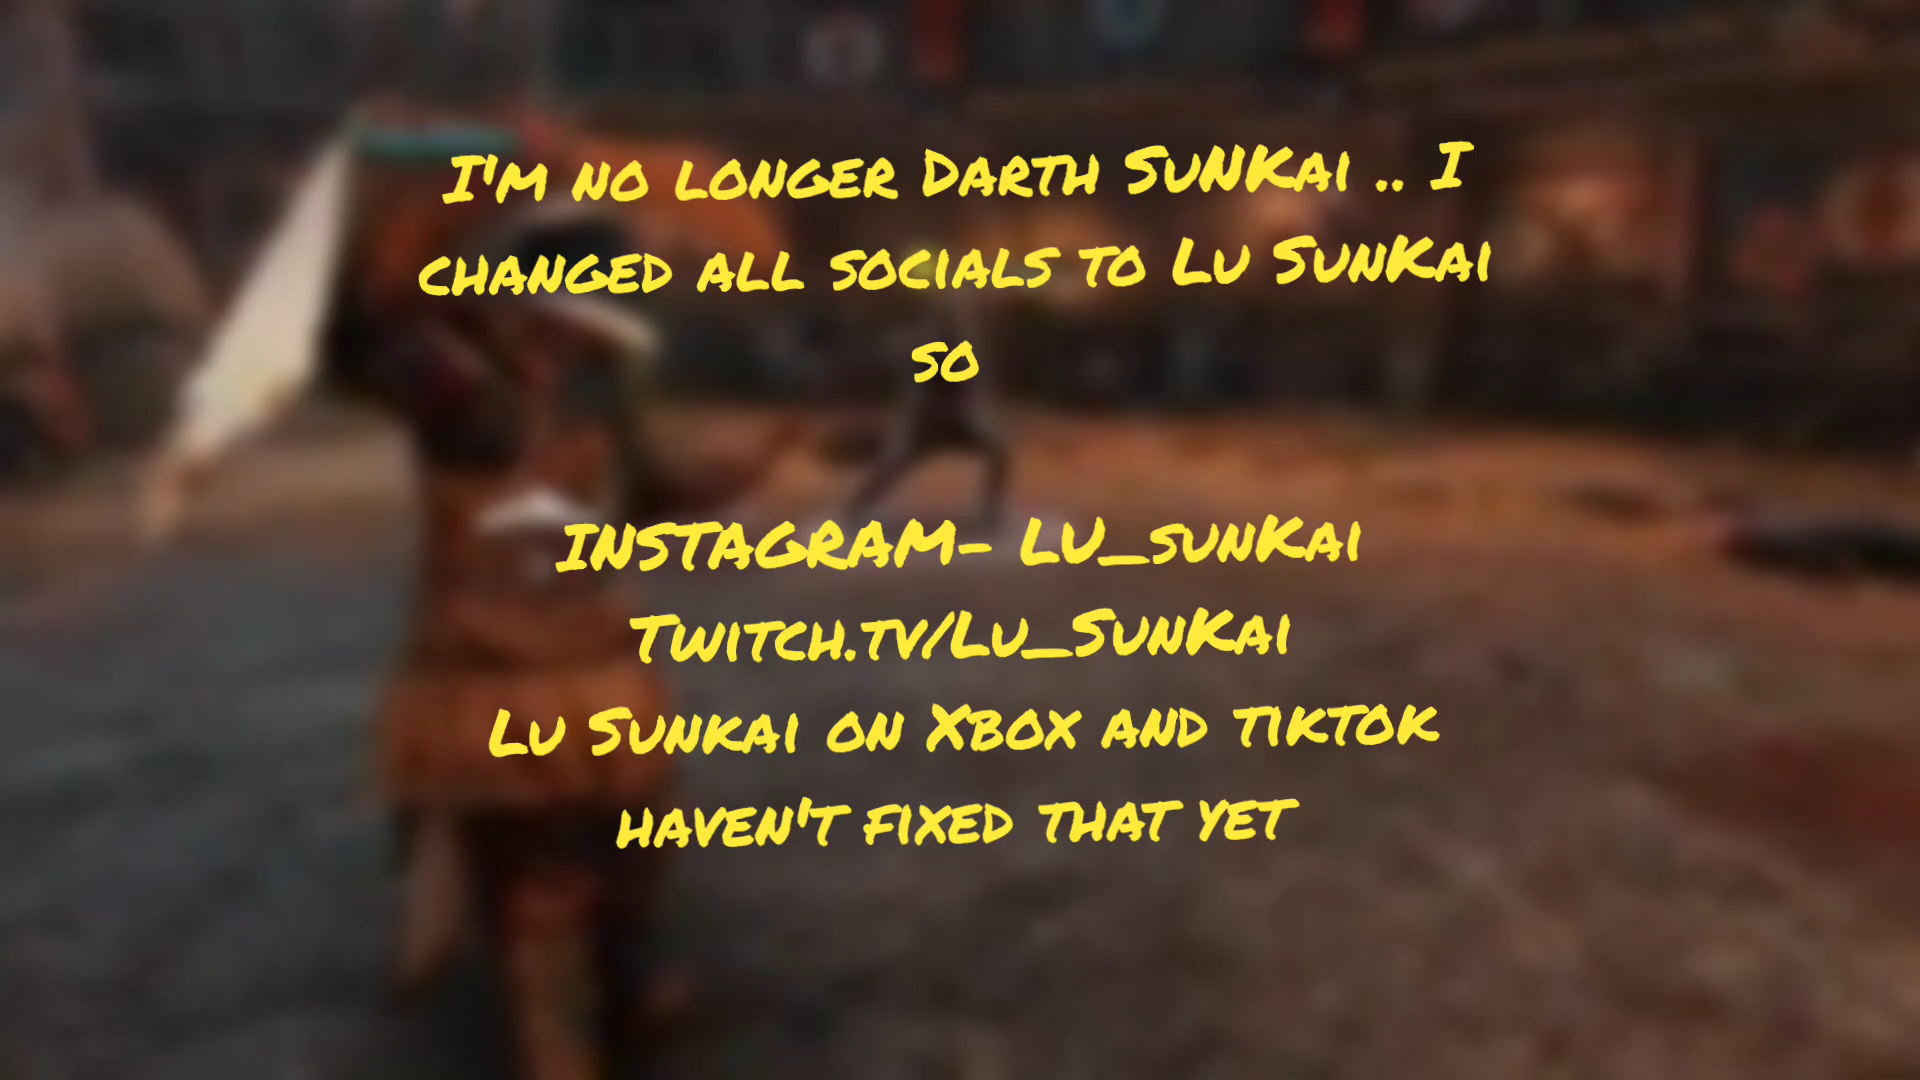 I'm no longer Darth SuNKai .. I
changed all socials to Lu SunKai
so
INSTAGRAM- LU_sunKai
Twitch.tv/Lu_SunKai
Lu Sunkai on Xbox and tiktok
haven't fixed that yet